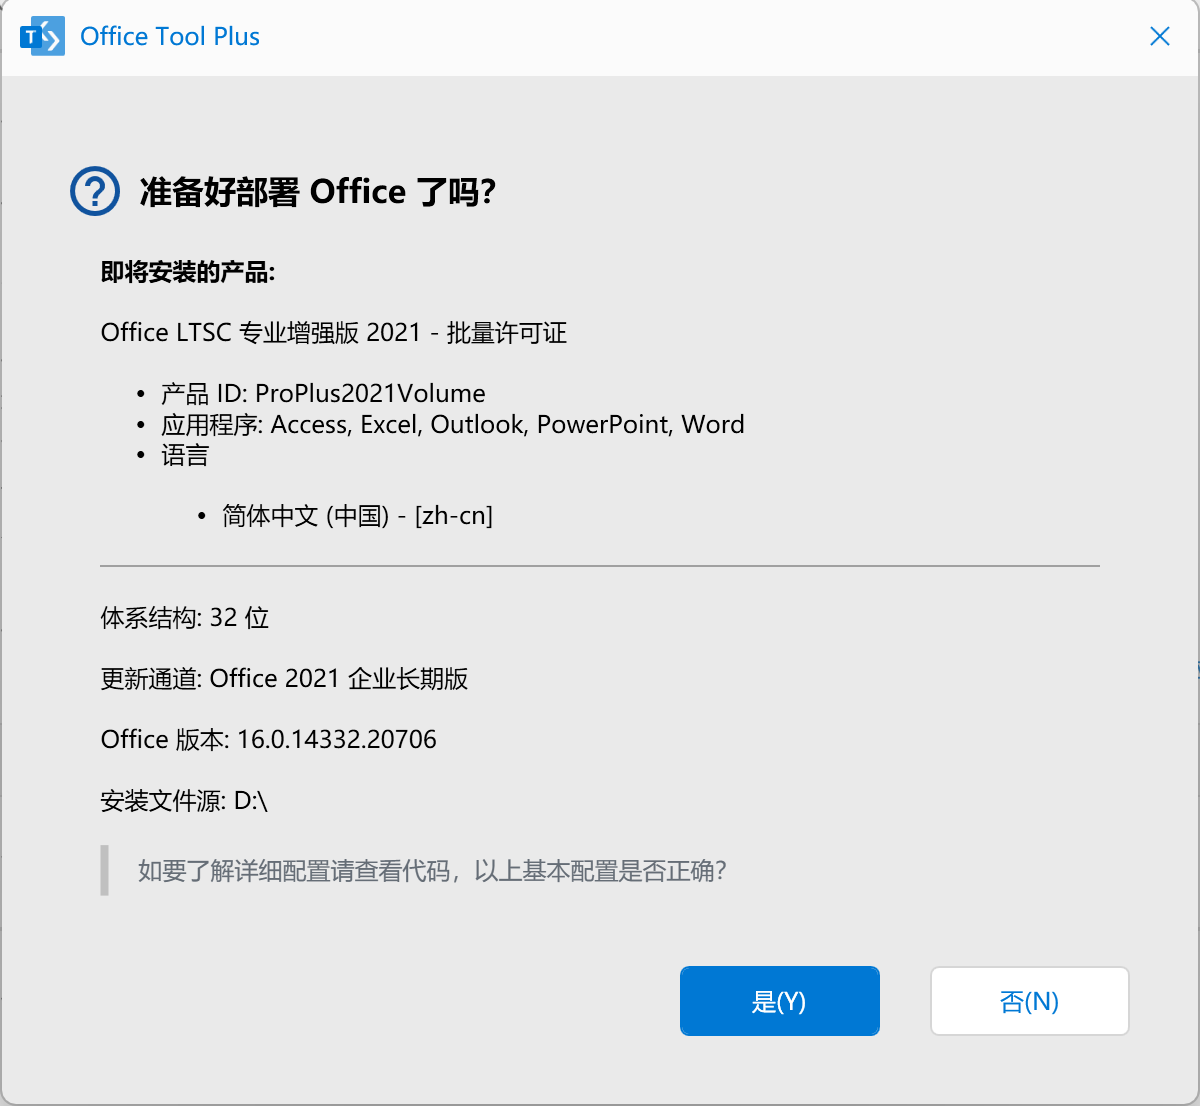 Office Tool Plus
准备好部署 Office 了吗?
即将安装的产品:
Office LTSC 专业增强版 2021 - 批量许可证
• 产品 ID: ProPlus2021Volume
• 应用程序: Access, Excel, Outlook, PowerPoint, Word
• 语言
• 简体中文 (中国) - [zh-cn]
体系结构: 32 位
更新通道: Office 2021 企业长期版
Office 版本: 16.0.14332.20706
安装文件源: D:\
如要了解详细配置请查看代码，以上基本配置是否正确?
是(Y)
否(N)